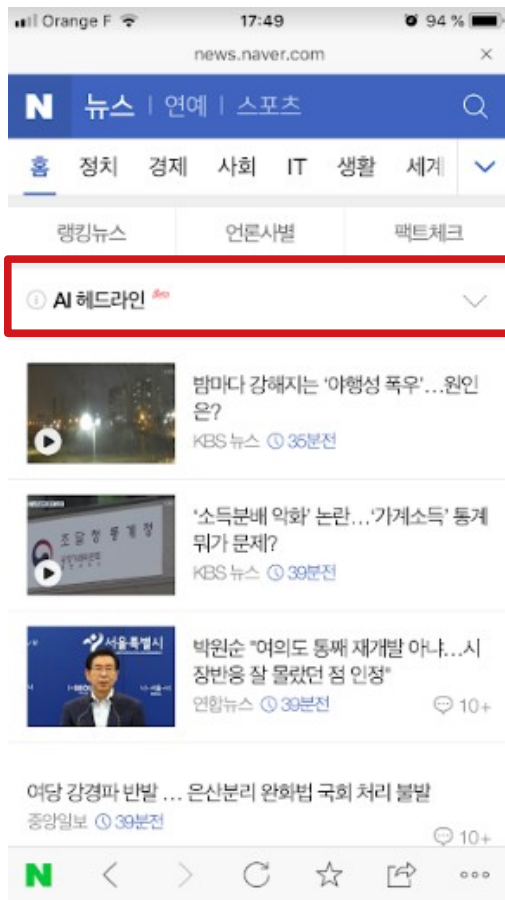 Orange F 17:49 94 %
news.naver.com ×
N 뉴스 | 연예 | 스포츠
홈 정치 경제 사회 IT 생활 세계
랭킹뉴스 언론사별 팩트체크
AI 헤드라인 Beta
밤마다 강해지는 ‘야행성 폭우’…원인
은?
KBS 뉴스 35분전
‘소득분배 악화’ 논란…‘가계소득’ 통계
뭐가 문제?
KBS 뉴스 39분전
서울특별시
박원순 "여의도 통째 재개발 아냐…시
장반응 잘 몰랐던 점 인정"
연합뉴스 39분전 10+
여당 강경파 반발 … 은산분리 완화법 국회 처리 불발
중앙일보 39분전
10+
N